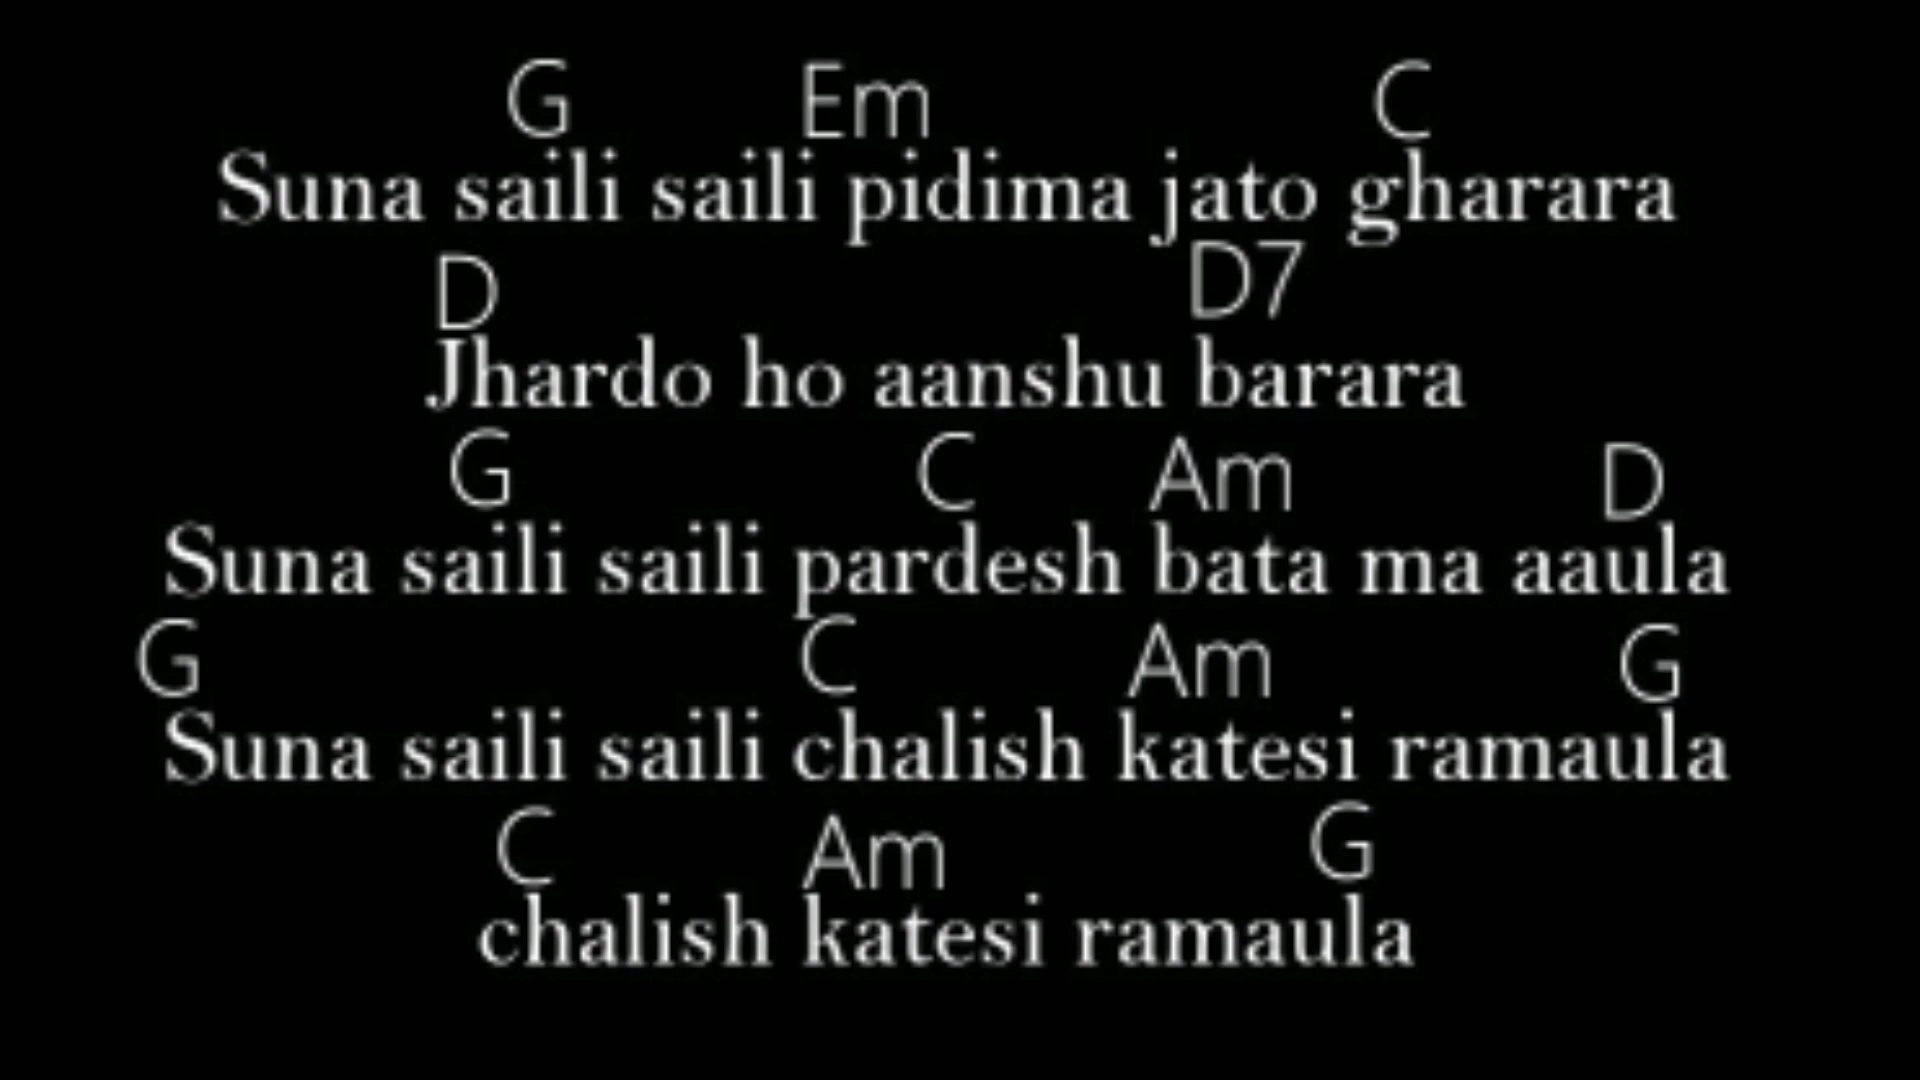 G Em C
Suna saili saili pidima jato gharara
D D7
Jhardo ho aanshu barara
G C Am D
Suna saili saili pardesh bata ma aaula
G C Am G
Suna saili saili chalish katesi ramaula
C Am G
chalish katesi ramaula